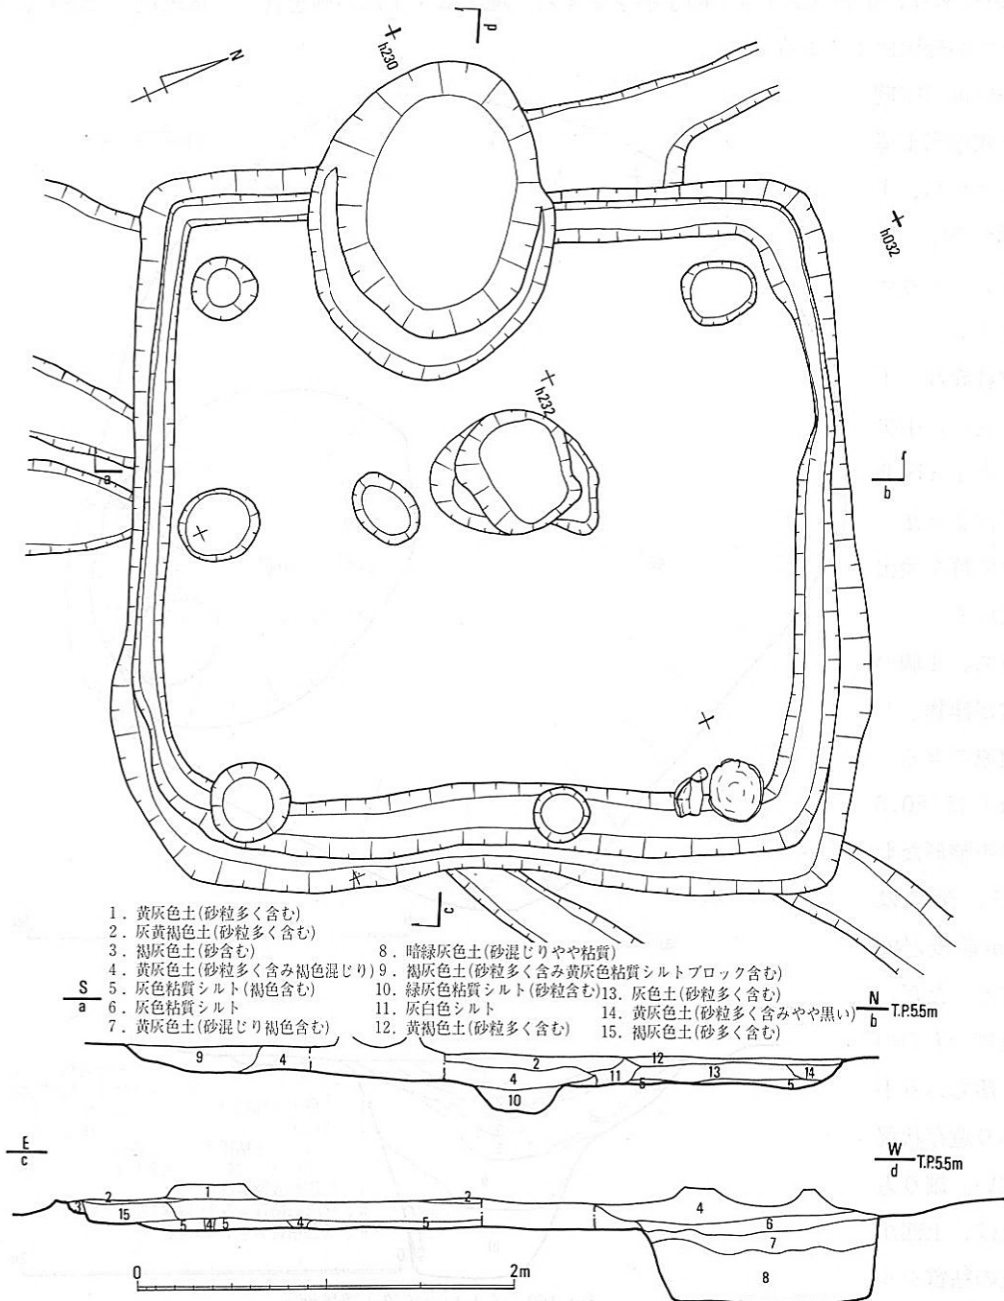 d
h230
N
h032
h232
a
b
c
1．黄灰色土(砂粒多く含む)
2．灰黄褐色土(砂粒多く含む)
3．褐灰色土(砂含む)
4．黄灰色土(砂粒多く含み褐色混じり)
5．灰色粘質シルト(褐色含む)
6．灰色粘質シルト
7．黄灰色土(砂混じり褐色含む)
8．暗緑灰色土(砂混じりやや粘質)
9．褐灰色土(砂粒多く含み黄灰色粘質シルトブロック含む)
10．緑灰色粘質シルト(砂粒含む)
11．灰白色シルト
12．黄褐色土(砂粒多く含む)
13．灰色土(砂粒多く含む)
14．黄灰色土(砂粒多く含みやや黒い)
15．褐灰色土(砂多く含む)
S
a
N
b
T.P.5.5m
9 4 2 12
4 11 13 14
5 5
10
E
c
W
d
T.P.5.5m
2 1 2 4
3 15 5 14 5 4 5 6
7
8
0 2m